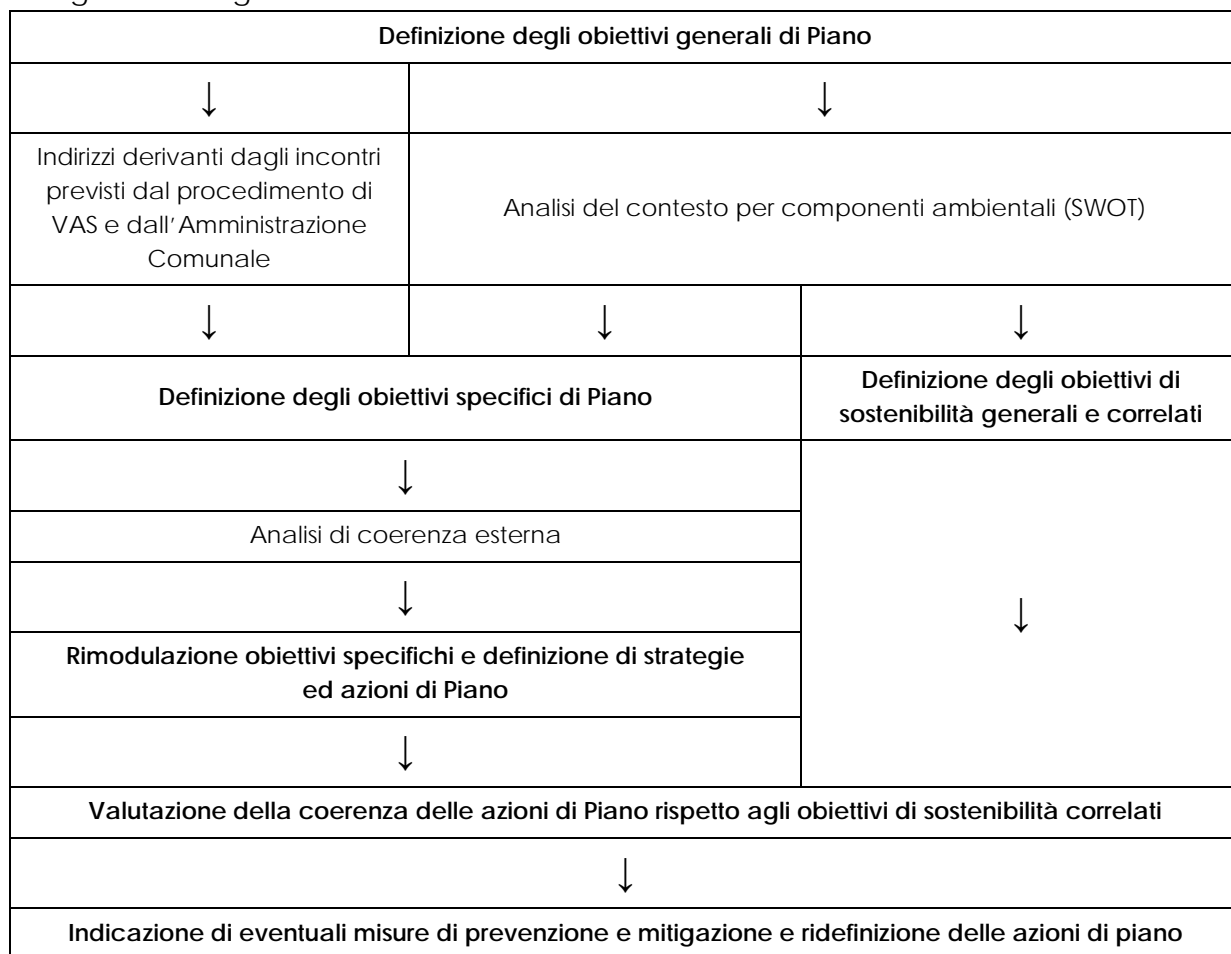 Definizione degli obiettivi generali di Piano
↓ ↓
Indirizzi derivanti dagli incontri
previsti dal procedimento di
VAS e dall'Amministrazione
Comunale
Analisi del contesto per componenti ambientali (SWOT)
↓ ↓ ↓
Definizione degli obiettivi specifici di Piano
Definizione degli obiettivi di
sostenibilità generali e correlati
↓
Analisi di coerenza esterna
↓
↓
Rimodulazione obiettivi specifichi e definizione di strategie
ed azioni di Piano
↓
Valutazione della coerenza delle azioni di Piano rispetto agli obiettivi di sostenibilità correlati
↓
Indicazione di eventuali misure di prevenzione e mitigazione e ridefinizione delle azioni di piano